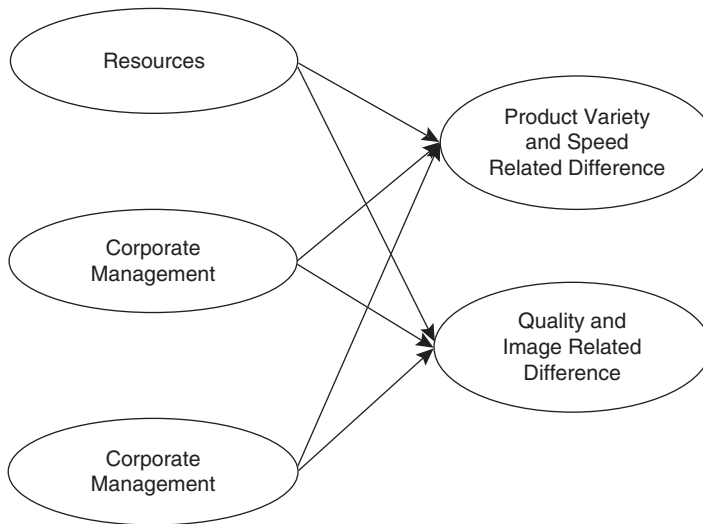 Resources
Product Variety
and Speed
Related Difference
Corporate
Management
Quality and
Image Related
Difference
Corporate
Management